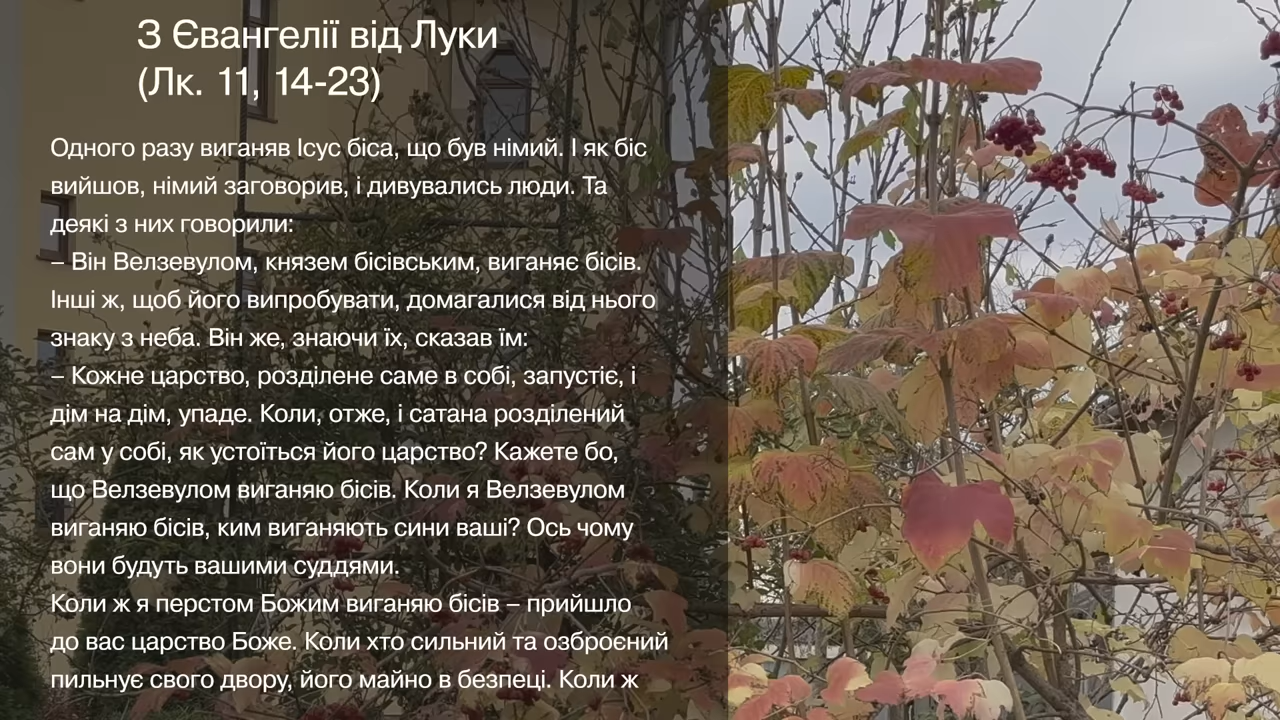 З Євангелії від Луки
(Лк. 11, 14-23)
Одного разу виганяв Ісус біса, що був німий. І як біс
вийшов, німий заговорив, і дивувались люди. Та
деякі з них говорили:
– Він Велзевулом, князем бісівським, виганяє бісів.
Інші ж, щоб його випробувати, домагалися від нього
знаку з неба. Він же, знаючи їх, сказав їм:
– Кожне царство, розділене саме в собі, запустіє, і
дім на дім, упаде. Коли, отже, і сатана розділений
сам у собі, як устоїться його царство? Кажете бо,
що Велзевулом виганяю бісів. Коли я Велзевулом
виганяю бісів, ким виганяють сини ваші? Ось чому
вони будуть вашими суддями.
Коли ж я перстом Божим виганяю бісів – прийшло
до вас царство Боже. Коли хто сильний та озброєний
пильнує свого двору, його майно в безпеці. Коли ж